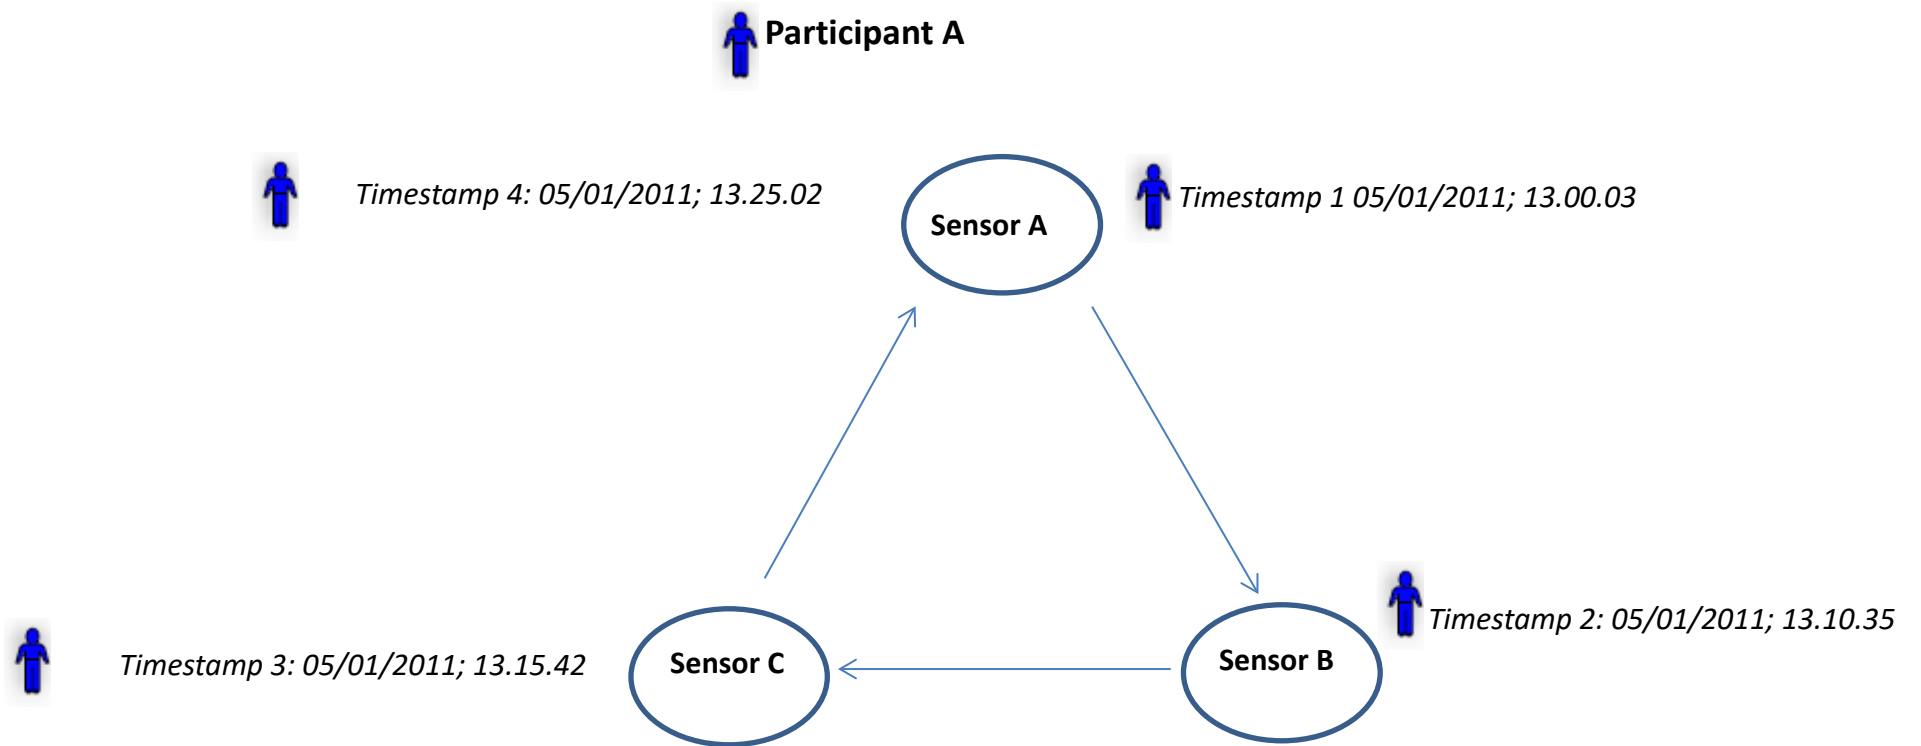 Participant A
Timestamp 4: 05/01/2011; 13.25.02
Sensor A
Timestamp 1 05/01/2011; 13.00.03
Timestamp 2: 05/01/2011; 13.10.35
Sensor B
Sensor C
Timestamp 3: 05/01/2011; 13.15.42